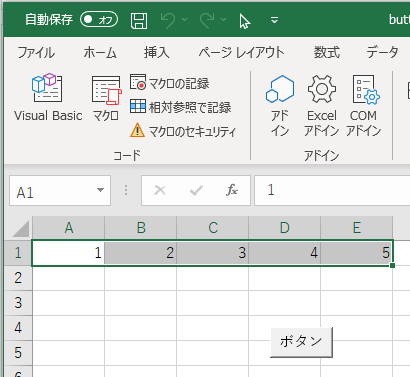 自動保存 オフ butt
ファイル ホーム 挿入 ページ レイアウト 数式 データ
Visual Basic マクロ マクロの記録
相対参照で記録
マクロのセキュリティ
アド イン Excel アドイン COM アドイン
コード アドイン
A1 fx 1
A B C D E
1 1 2 3 4 5
2
3
4
5
ボタン
6